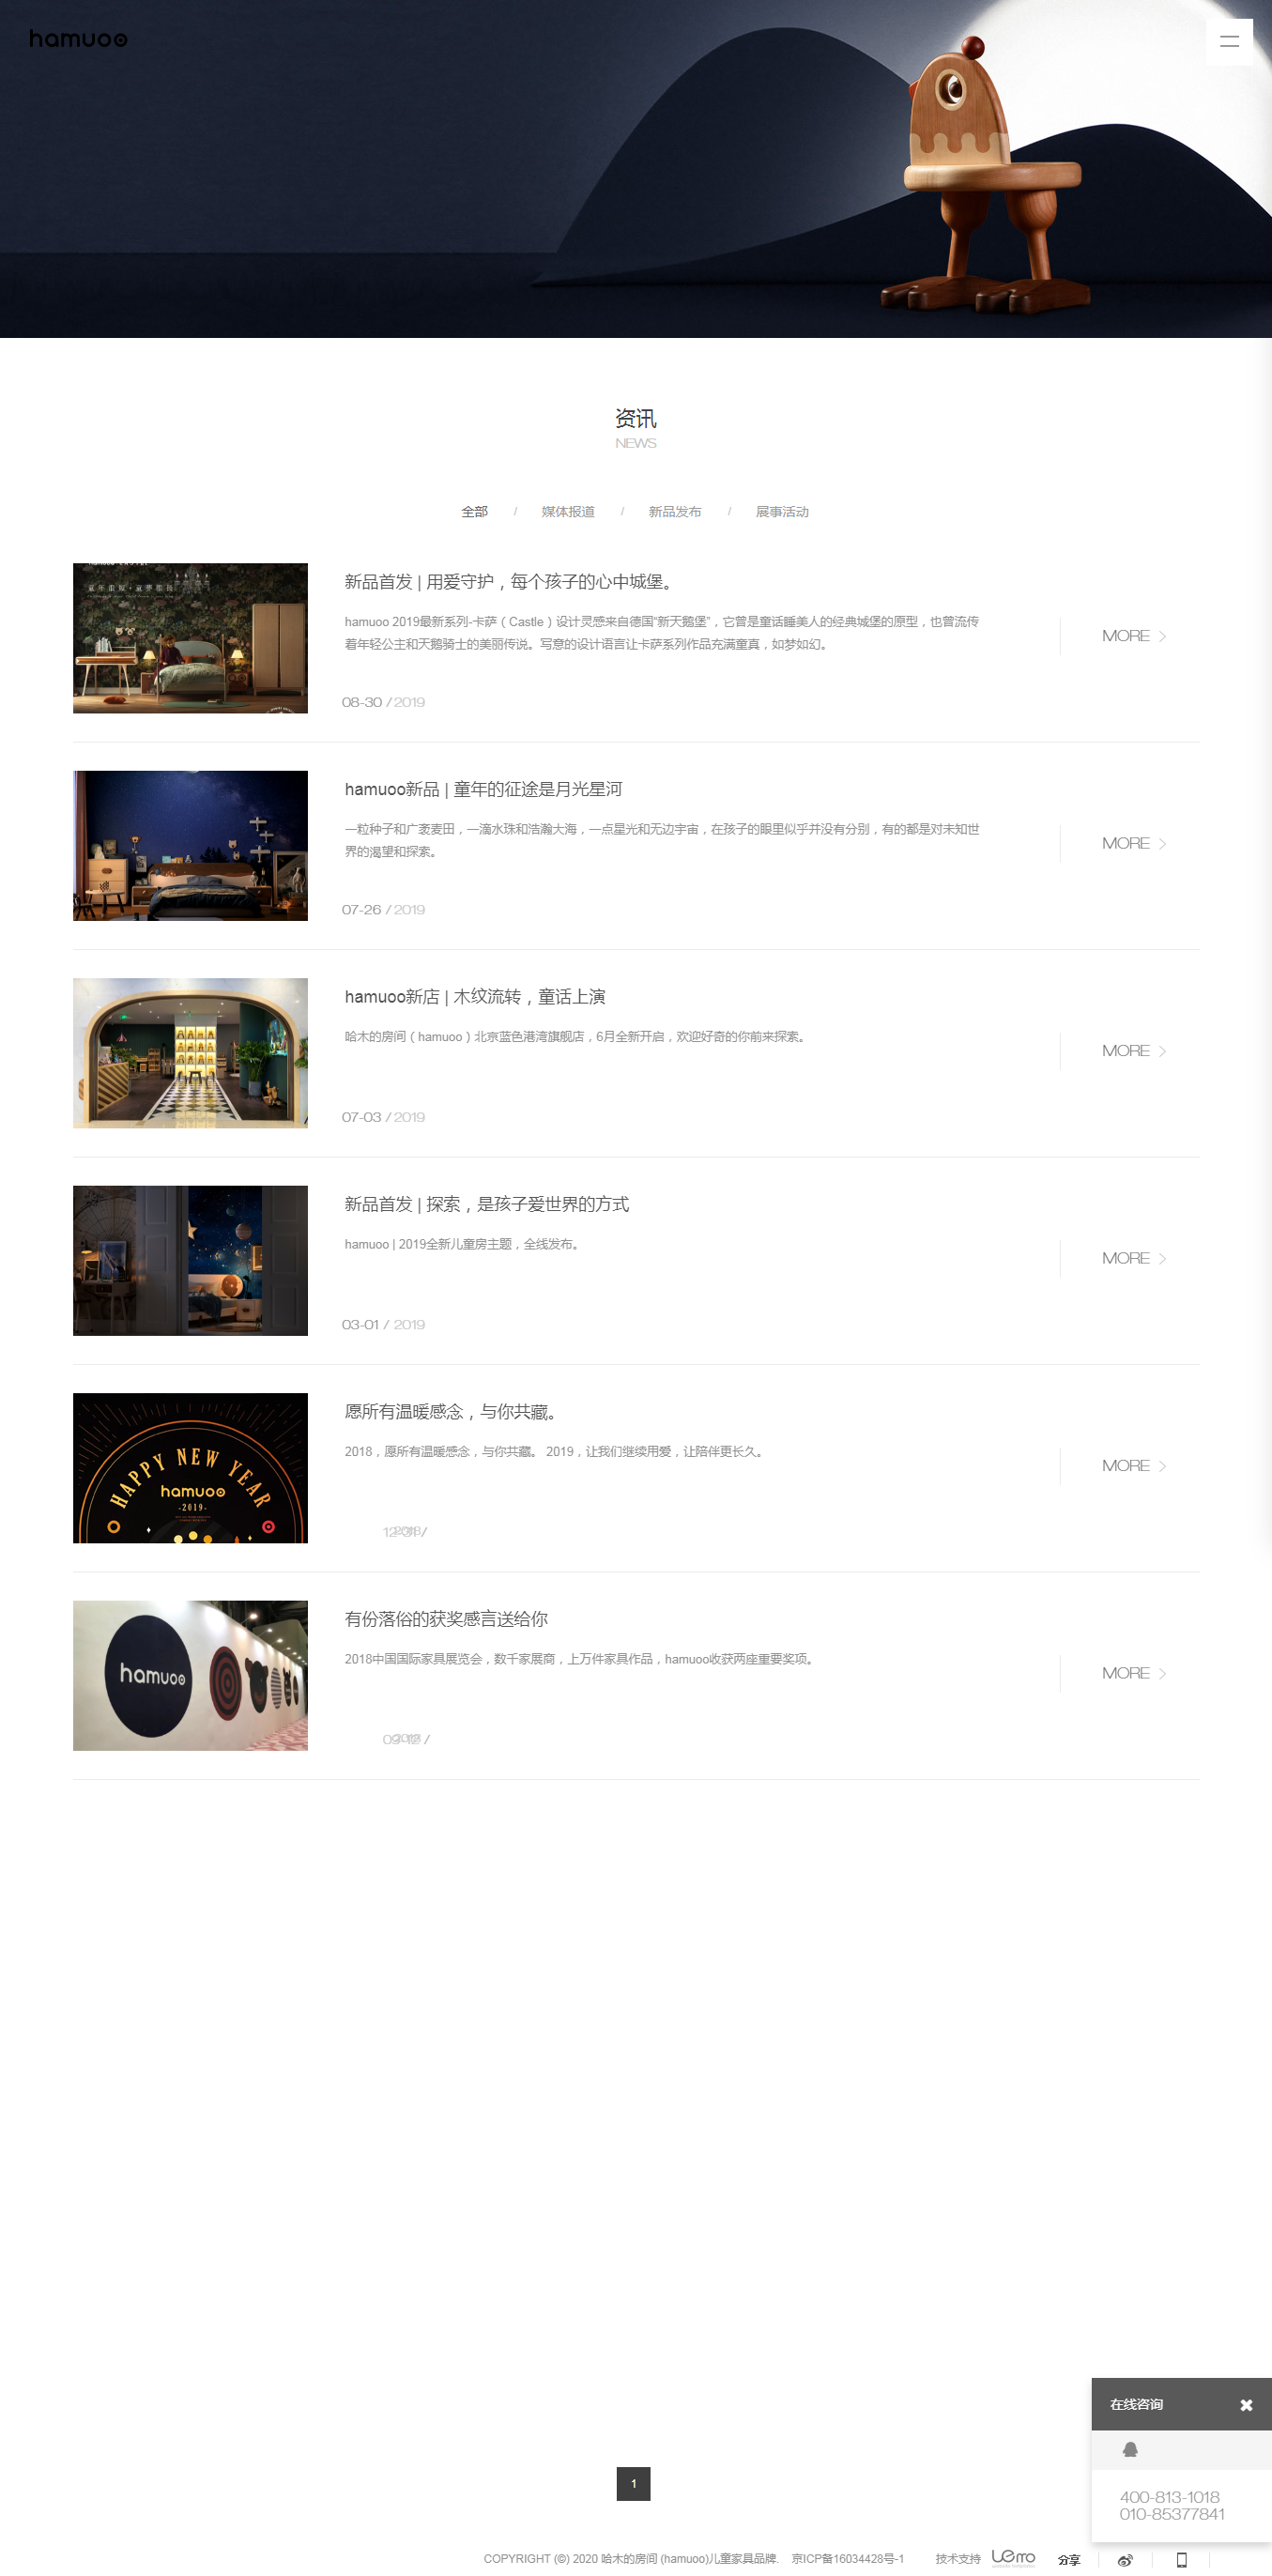 hamuoo
资讯
NEWS
全部 / 媒体报道 / 新品发布 / 展事活动
新品首发 | 用爱守护，每个孩子的心中城堡。
hamuoo 2019最新系列-卡萨（Castle）设计灵感来自德国“新天鹅堡”，它曾是童话睡美人的经典城堡的原型，也曾流传
着年轻公主和天鹅骑士的美丽传说。写意的设计语言让卡萨系列作品充满童真，如梦如幻。
MORE
08-30 / 2019
hamuoo新品 | 童年的征途是月光星河
一粒种子和广袤麦田，一滴水珠和浩瀚大海，一点星光和无边宇宙，在孩子的眼里似乎并没有分别，有的都是对未知世
界的渴望和探索。
MORE
07-26 / 2019
hamuoo新店 | 木纹流转，童话上演
哈木的房间（hamuoo）北京蓝色港湾旗舰店，6月全新开启，欢迎好奇的你前来探索。
MORE
07-03 / 2019
新品首发 | 探索，是孩子爱世界的方式
hamuoo | 2019全新儿童房主题，全线发布。
MORE
03-01 / 2019
HAPPY NEW YEAR
hamuoo
-2019-
愿所有温暖感念，与你共藏。
2018，愿所有温暖感念，与你共藏。 2019，让我们继续用爱，让陪伴更长久。
MORE
12-31 /
hamuoo
有份落俗的获奖感言送给你
2018中国国际家具展览会，数千家展商，上万件家具作品，hamuoo收获两座重要奖项。
MORE
09-12 /
在线咨询
400-813-1018
010-85377841
1
COPYRIGHT (©) 2020 哈木的房间 (hamuoo)儿童家具品牌. 京ICP备16034428号-1 技术支持 uemo 分享